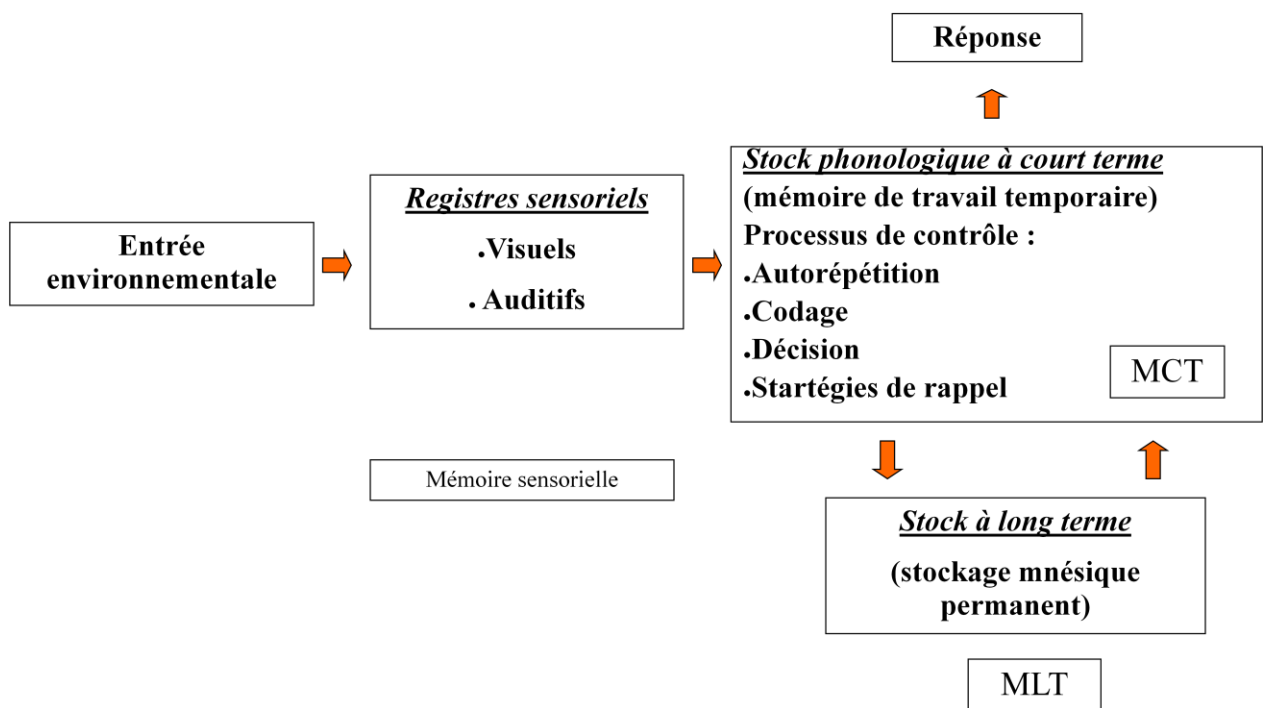 Réponse
Entrée
environnementale
Registres sensoriels
.Visuels
. Auditifs
Mémoire sensorielle
Stock phonologique à court terme
(mémoire de travail temporaire)
Processus de contrôle :
.Autorépétition
.Codage
.Décision
.Startégies de rappel
MCT
Stock à long terme
(stockage mnésique
permanent)
MLT